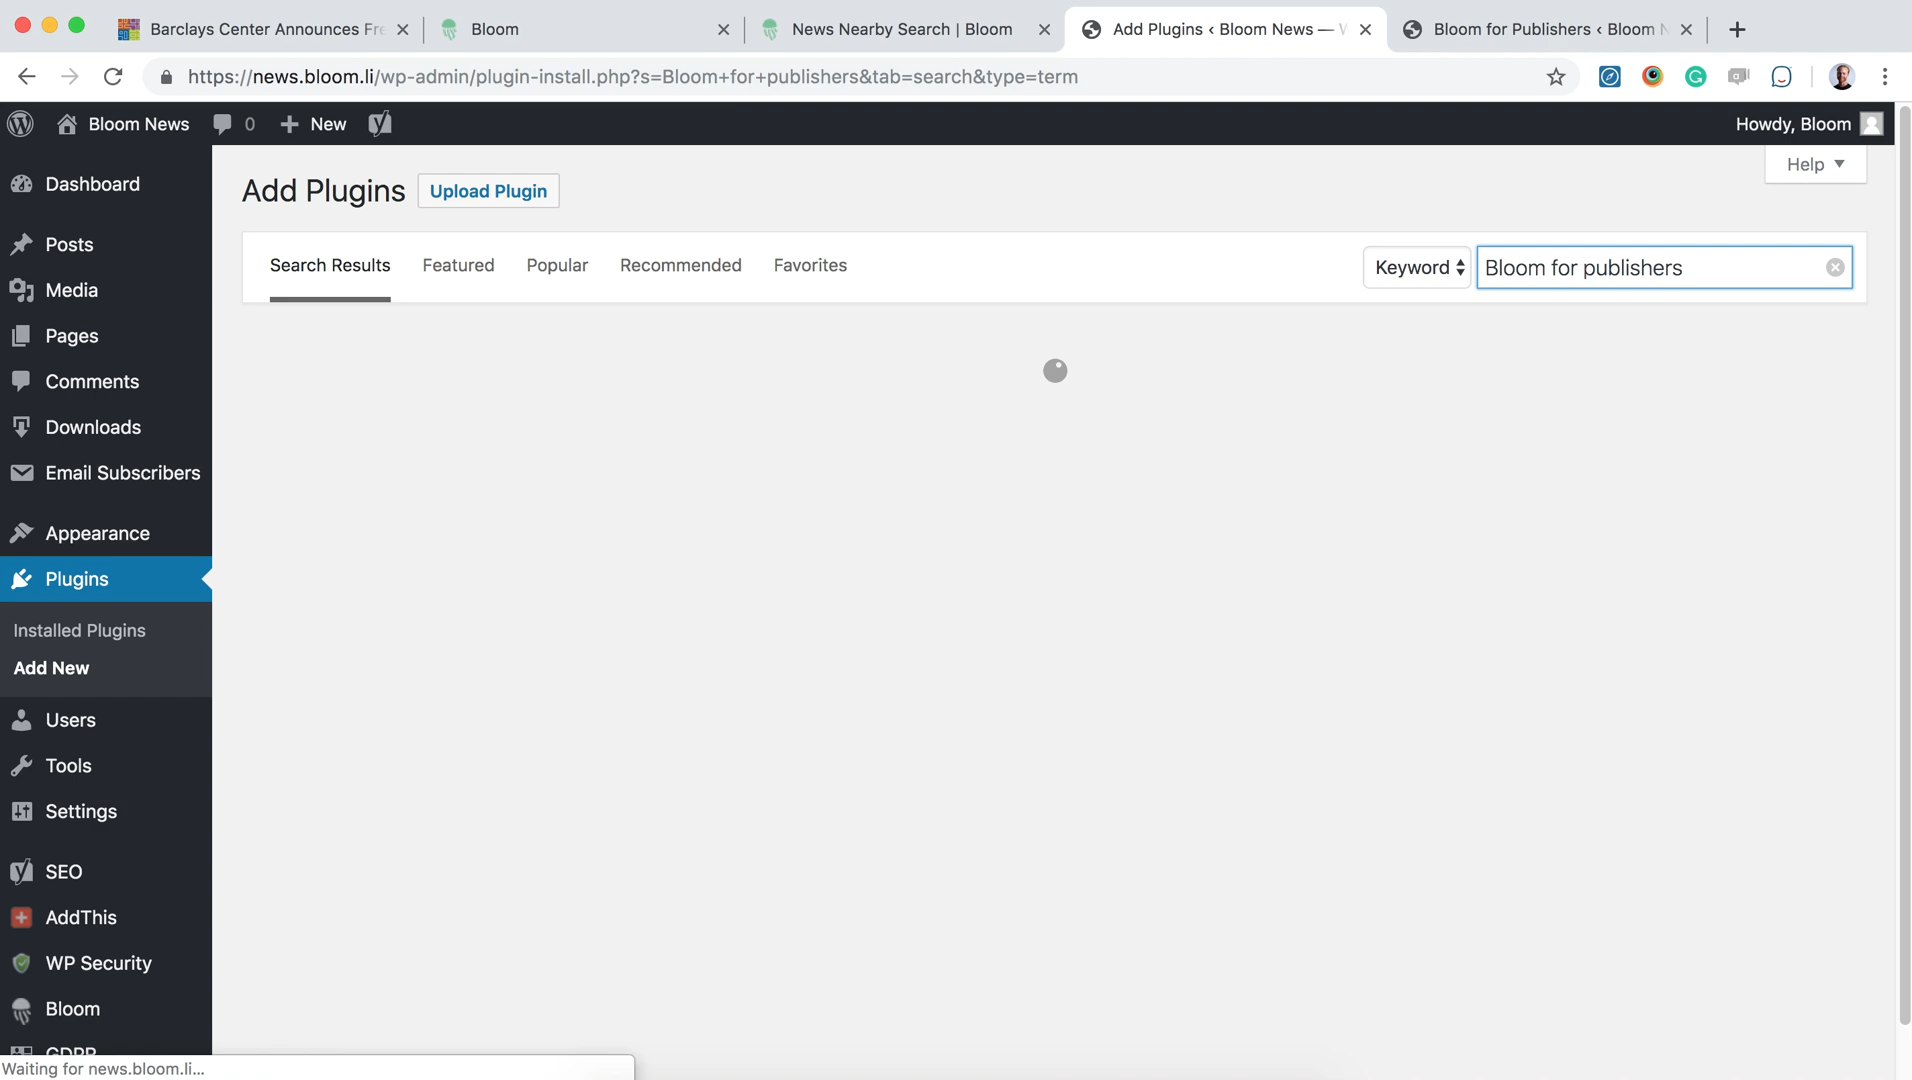 Barclays Center Announces Fre
Bloom
News Nearby Search | Bloom
Add Plugins ‹ Bloom News — W
Bloom for Publishers ‹ Bloom N
https://news.bloom.li/wp-admin/plugin-install.php?s=Bloom+for+publishers&tab=search&type=term
Bloom News
0
New
Howdy, Bloom
Help
Dashboard
Posts
Media
Pages
Comments
Downloads
Email Subscribers
Appearance
Plugins
Installed Plugins
Add New
Users
Tools
Settings
SEO
AddThis
WP Security
Bloom
GDPR
Add Plugins
Upload Plugin
Search Results
Featured
Popular
Recommended
Favorites
Keyword
Bloom for publishers
Waiting for news.bloom.li...